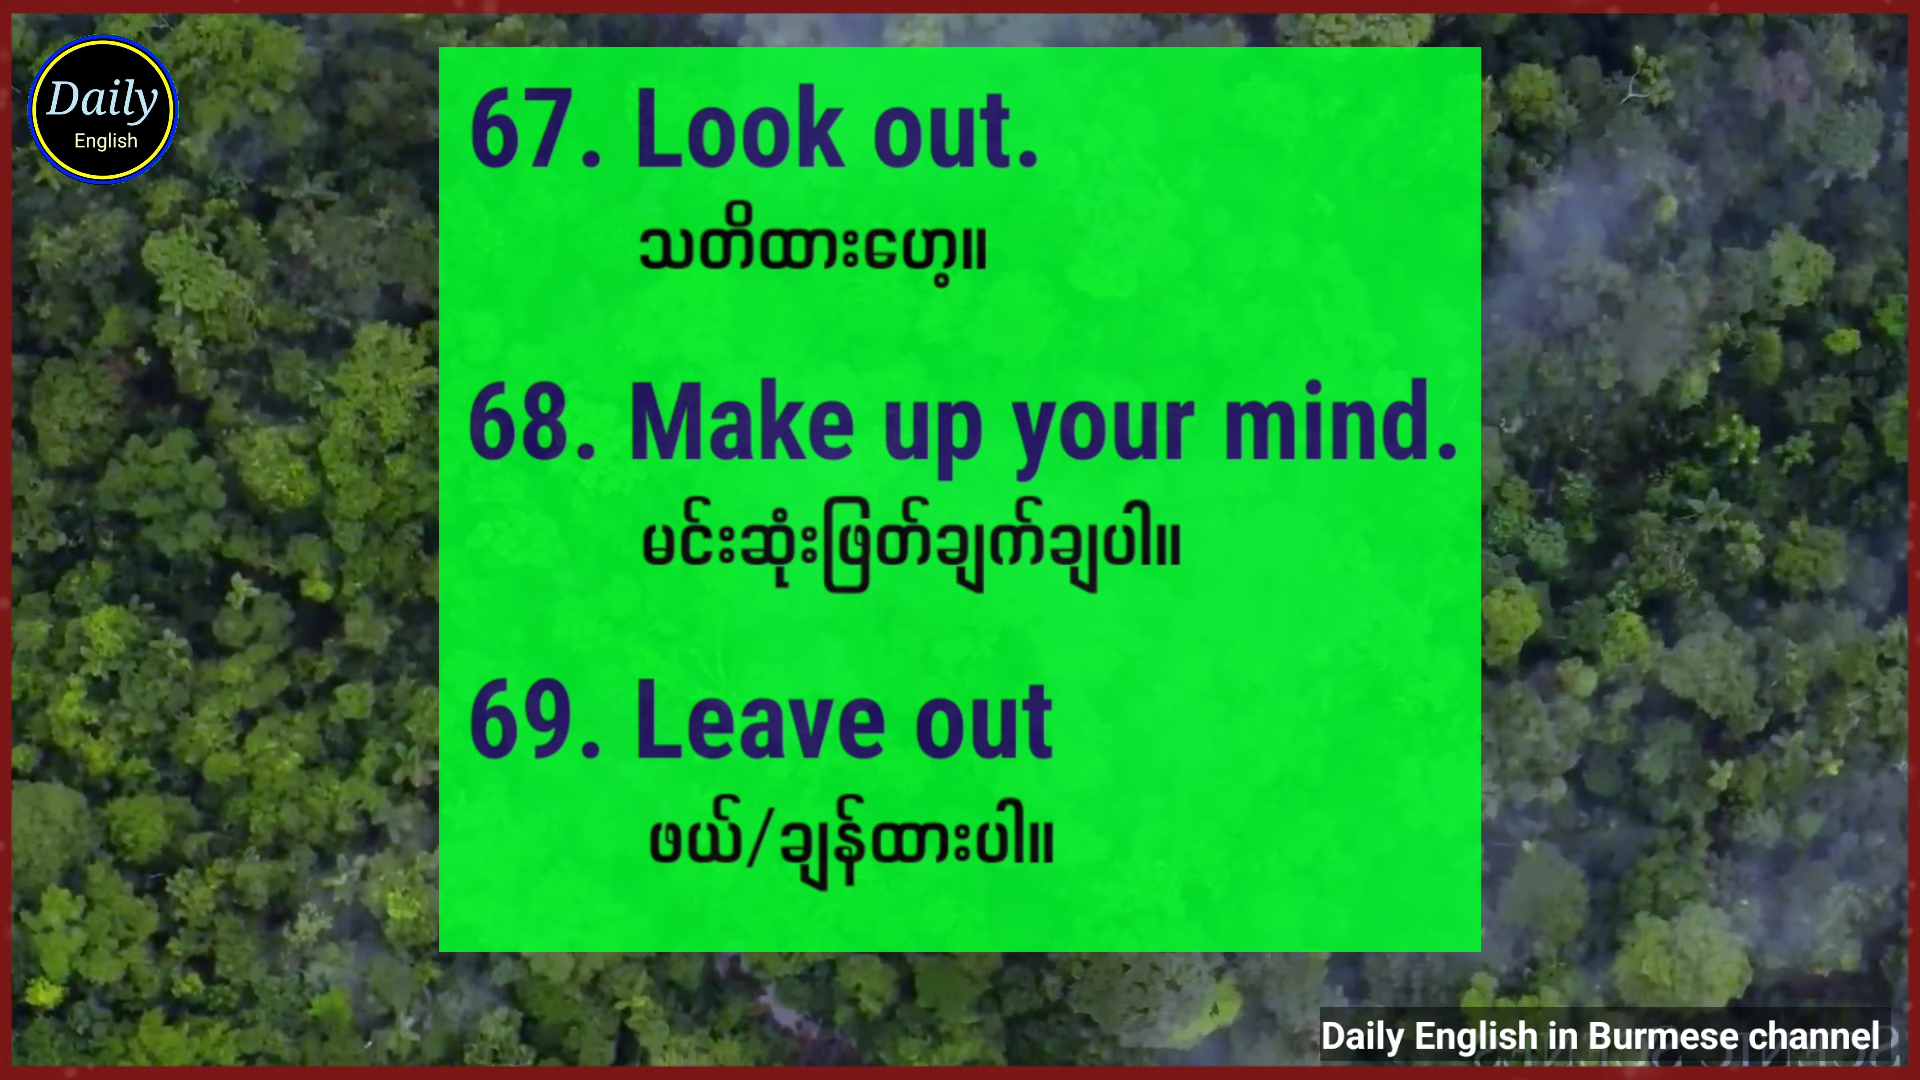 Daily
English
67. Look out.
သတိထားဟေ့။
68. Make up your mind.
မင်းဆုံးဖြတ်ချက်ချပါ။
69. Leave out
ဖယ်/ချန်ထားပါ။
Daily English in Burmese channel